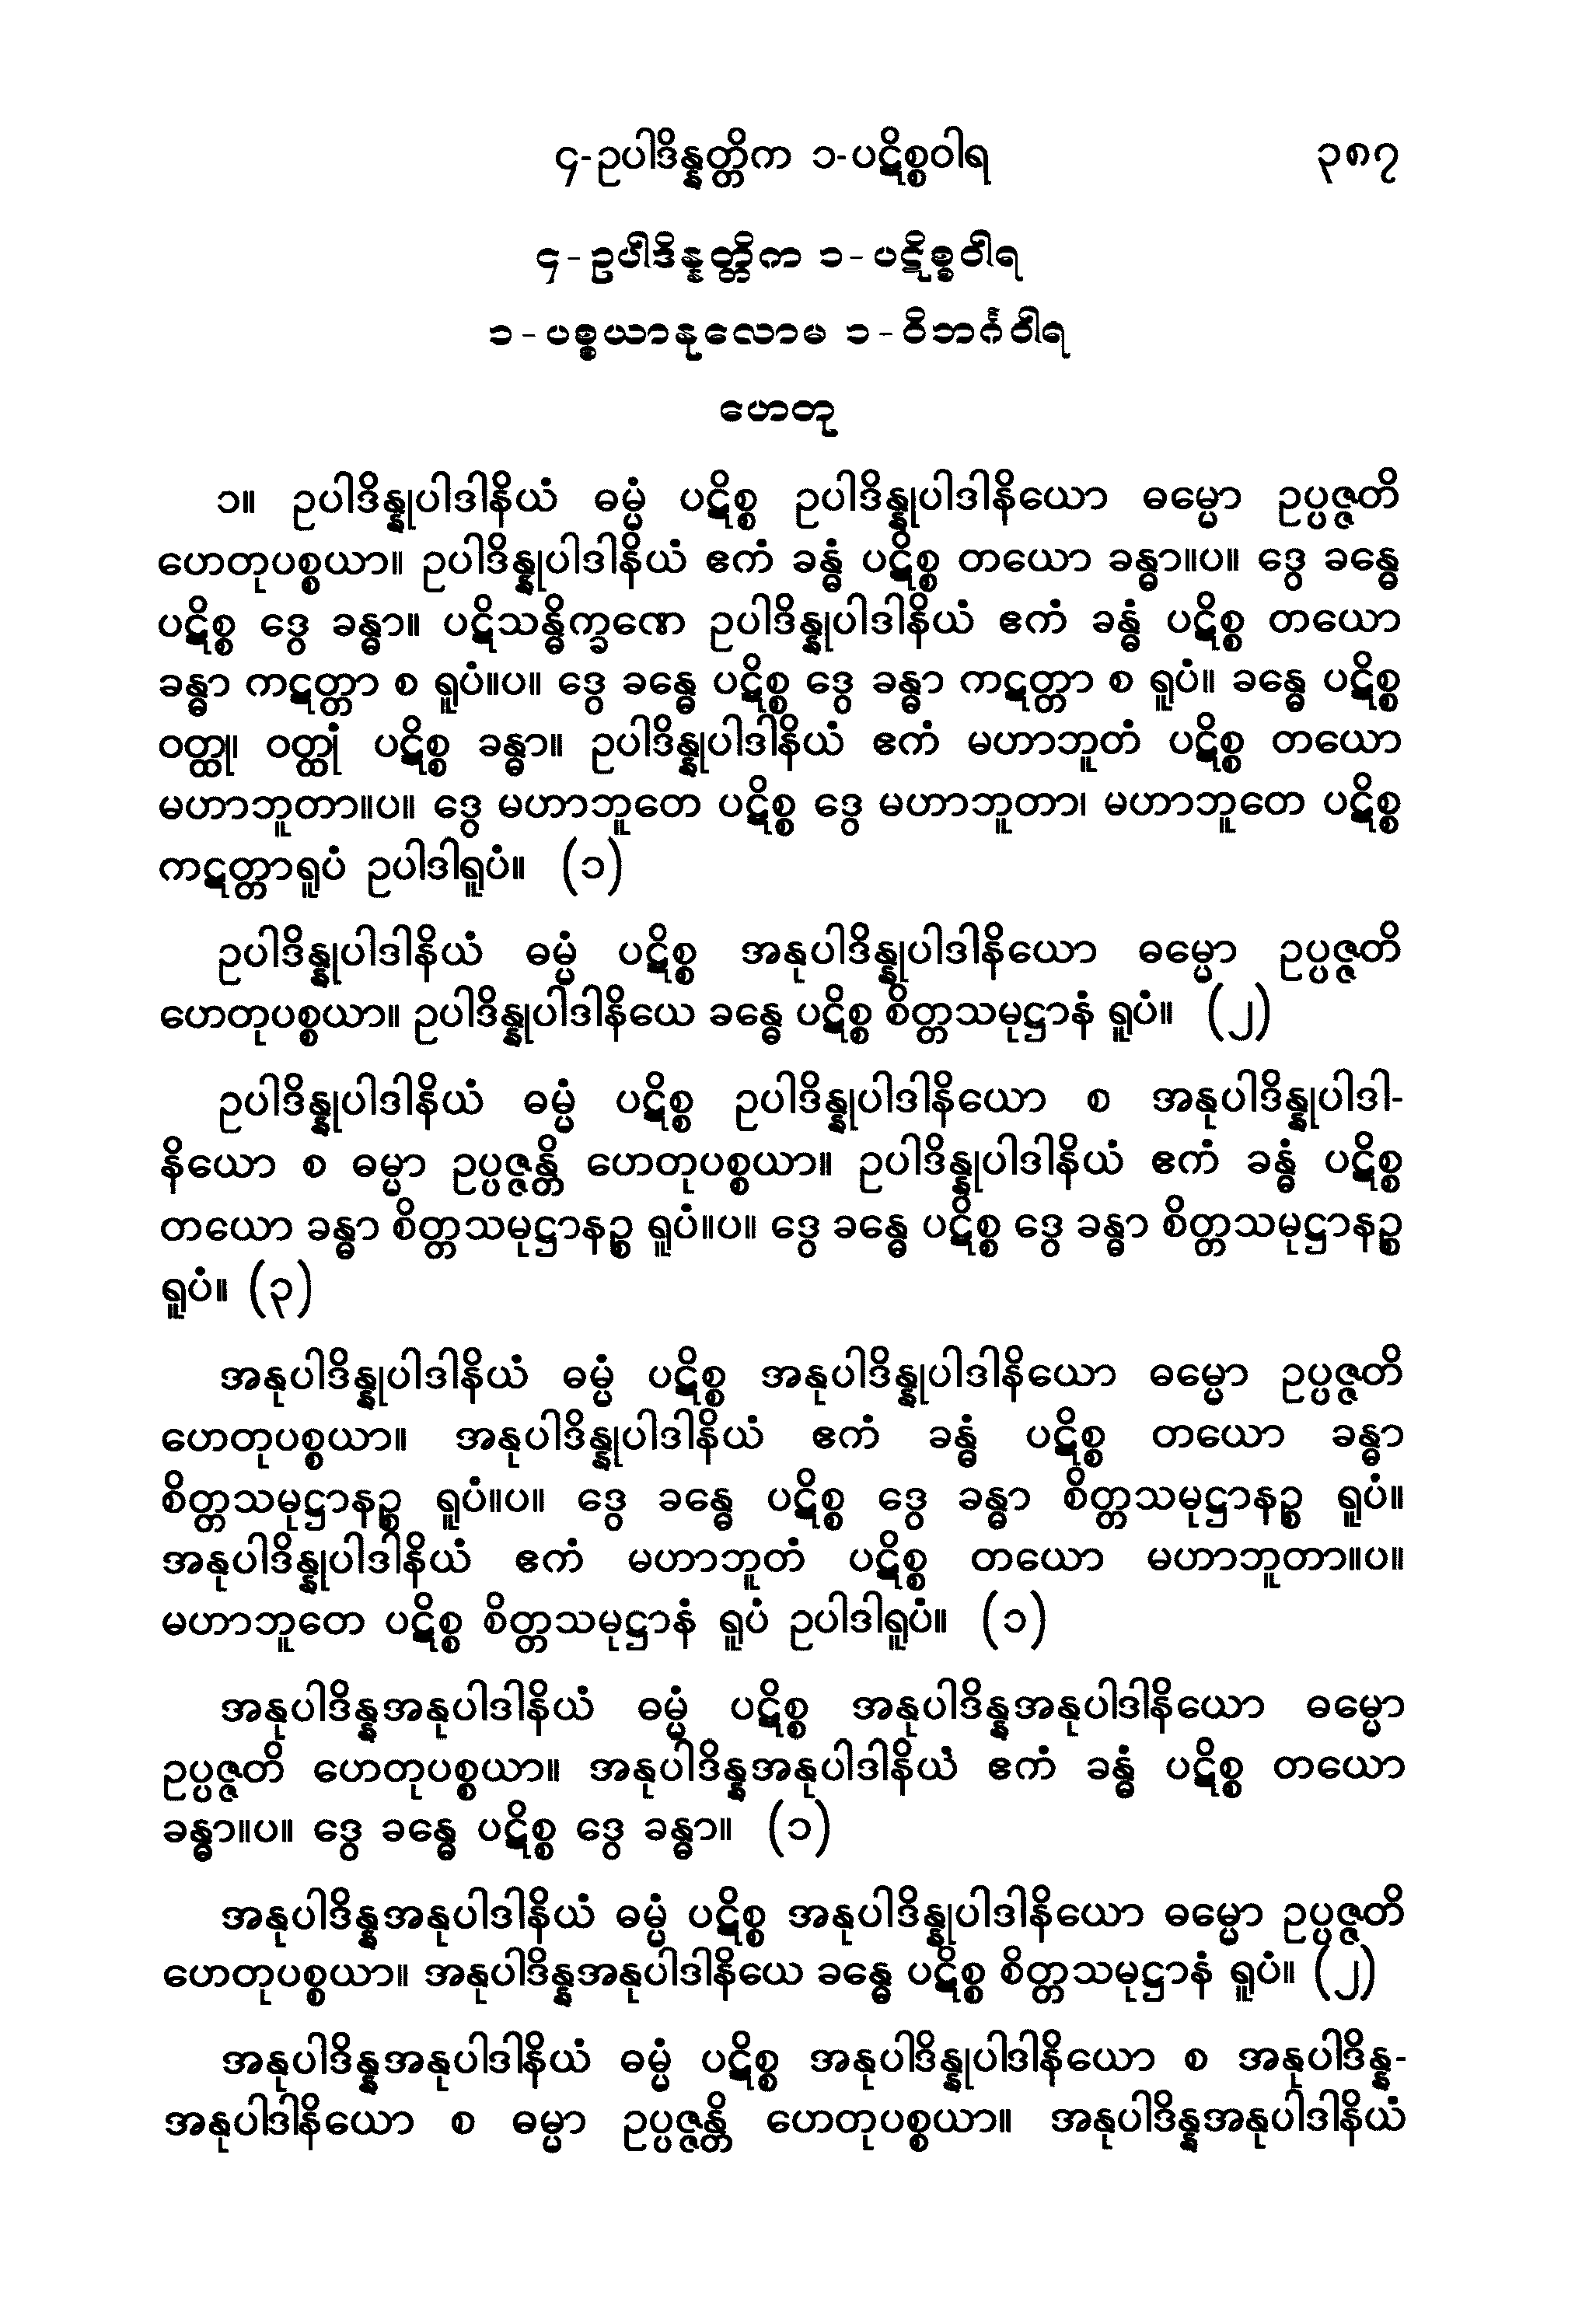 ၄-ဥပါဒိန္နတ္တိက ၁-ပဋိစ္စဝါရ ၃၈၇
၄-ဥပါဒိန္နတ္တိက ၁-ပဋိစ္စဝါရ
၁-ပစ္စယာနုလောမ ၁-ဝိဘင်္ဂဝါရ
ဟေတု
၁။ ဥပါဒိန္နုပါဒါနိယံ ဓမ္မံ ပဋိစ္စ ဥပါဒိန္နုပါဒါနိယော ဓမ္မော ဥပ္ပဇ္ဇတိ
ဟေတုပစ္စယာ။ ဥပါဒိန္နုပါဒါနိယံ ဧကံ ခန္ဓံ ပဋိစ္စ တယော ခန္ဓာ။ပ။ ဒွေ ခန္ဓေ
ပဋိစ္စ ဒွေ ခန္ဓာ။ ပဋိသန္ဓိက္ခဏေ ဥပါဒိန္နုပါဒါနိယံ ဧကံ ခန္ဓံ ပဋိစ္စ တယော
ခန္ဓာ ကဋတ္တာ စ ရူပံ။ပ။ ဒွေ ခန္ဓေ ပဋိစ္စ ဒွေ ခန္ဓာ ကဋတ္တာ စ ရူပံ။ ခန္ဓေ ပဋိစ္စ
ဝတ္ထု၊ ဝတ္ထုံ ပဋိစ္စ ခန္ဓာ။ ဥပါဒိန္နုပါဒါနိယံ ဧကံ မဟာဘူတံ ပဋိစ္စ တယော
မဟာဘူတာ။ပ။ ဒွေ မဟာဘူတေ ပဋိစ္စ ဒွေ မဟာဘူတာ၊ မဟာဘူတေ ပဋိစ္စ
ကဋတ္တာရူပံ ဥပါဒါရူပံ။ (၁)
ဥပါဒိန္နုပါဒါနိယံ ဓမ္မံ ပဋိစ္စ အနုပါဒိန္နုပါဒါနိယော ဓမ္မော ဥပ္ပဇ္ဇတိ
ဟေတုပစ္စယာ။ ဥပါဒိန္နုပါဒါနိယေ ခန္ဓေ ပဋိစ္စ စိတ္တသမုဋ္ဌာနံ ရူပံ။ (၂)
ဥပါဒိန္နုပါဒါနိယံ ဓမ္မံ ပဋိစ္စ ဥပါဒိန္နုပါဒါနိယော စ အနုပါဒိန္နုပါဒါ-
နိယော စ ဓမ္မာ ဥပ္ပဇ္ဇန္တိ ဟေတုပစ္စယာ။ ဥပါဒိန္နုပါဒါနိယံ ဧကံ ခန္ဓံ ပဋိစ္စ
တယော ခန္ဓာ စိတ္တသမုဋ္ဌာနဉ္စ ရူပံ။ပ။ ဒွေ ခန္ဓေ ပဋိစ္စ ဒွေ ခန္ဓာ စိတ္တသမုဋ္ဌာနဉ္စ
ရူပံ။ (၃)
အနုပါဒိန္နုပါဒါနိယံ ဓမ္မံ ပဋိစ္စ အနုပါဒိန္နုပါဒါနိယော ဓမ္မော ဥပ္ပဇ္ဇတိ
ဟေတုပစ္စယာ။ အနုပါဒိန္နုပါဒါနိယံ ဧကံ ခန္ဓံ ပဋိစ္စ တယော ခန္ဓာ
စိတ္တသမုဋ္ဌာနဉ္စ ရူပံ။ပ။ ဒွေ ခန္ဓေ ပဋိစ္စ ဒွေ ခန္ဓာ စိတ္တသမုဋ္ဌာနဉ္စ ရူပံ။
အနုပါဒိန္နုပါဒါနိယံ ဧကံ မဟာဘူတံ ပဋိစ္စ တယော မဟာဘူတာ။ပ။
မဟာဘူတေ ပဋိစ္စ စိတ္တသမုဋ္ဌာနံ ရူပံ ဥပါဒါရူပံ။ (၁)
အနုပါဒိန္နအနုပါဒါနိယံ ဓမ္မံ ပဋိစ္စ အနုပါဒိန္နအနုပါဒါနိယော ဓမ္မော
ဥပ္ပဇ္ဇတိ ဟေတုပစ္စယာ။ အနုပါဒိန္နအနုပါဒါနိယံ ဧကံ ခန္ဓံ ပဋိစ္စ တယော
ခန္ဓာ။ပ။ ဒွေ ခန္ဓေ ပဋိစ္စ ဒွေ ခန္ဓာ။ (၁)
အနုပါဒိန္နအနုပါဒါနိယံ ဓမ္မံ ပဋိစ္စ အနုပါဒိန္နုပါဒါနိယော ဓမ္မော ဥပ္ပဇ္ဇတိ
ဟေတုပစ္စယာ။ အနုပါဒိန္နအနုပါဒါနိယေ ခန္ဓေ ပဋိစ္စ စိတ္တသမုဋ္ဌာနံ ရူပံ။ (၂)
အနုပါဒိန္နအနုပါဒါနိယံ ဓမ္မံ ပဋိစ္စ အနုပါဒိန္နုပါဒါနိယော စ အနုပါဒိန္န-
အနုပါဒါနိယော စ ဓမ္မာ ဥပ္ပဇ္ဇန္တိ ဟေတုပစ္စယာ။ အနုပါဒိန္နအနုပါဒါနိယံ